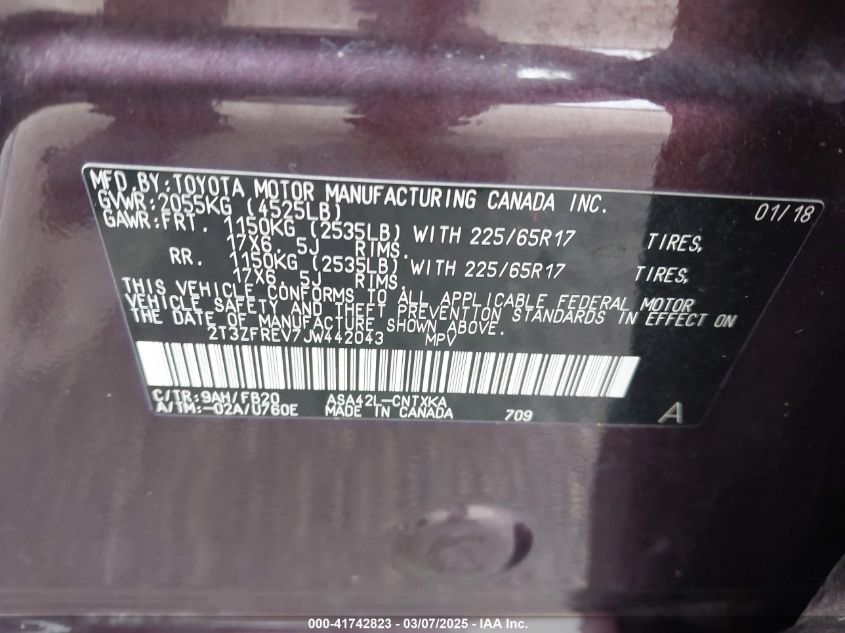 MFD. BY: TOYOTA MOTOR MANUFACTURING CANADA INC. 01/18
GVWR: 2055KG (4525LB)
GAWR: FRT. 1150KG (2535LB) WITH 225/65R17 TIRES,
17X6. 5J RIMS.
RR. 1150KG (2535LB) WITH 225/65R17 TIRES,
17X6. 5J RIMS.
THIS VEHICLE CONFORMS TO ALL APPLICABLE FEDERAL MOTOR
VEHICLE SAFETY AND THEFT PREVENTION STANDARDS IN EFFECT ON
THE DATE OF MANUFACTURE SHOWN ABOVE.
2T3ZFREV7JW442043 MPV
C/TR: 9AH/FB20 ASA42L-CNTXKA
A/TM: -02A/U760E MADE IN CANADA 709 A
000-41742823 - 03/07/2025 - IAA Inc.